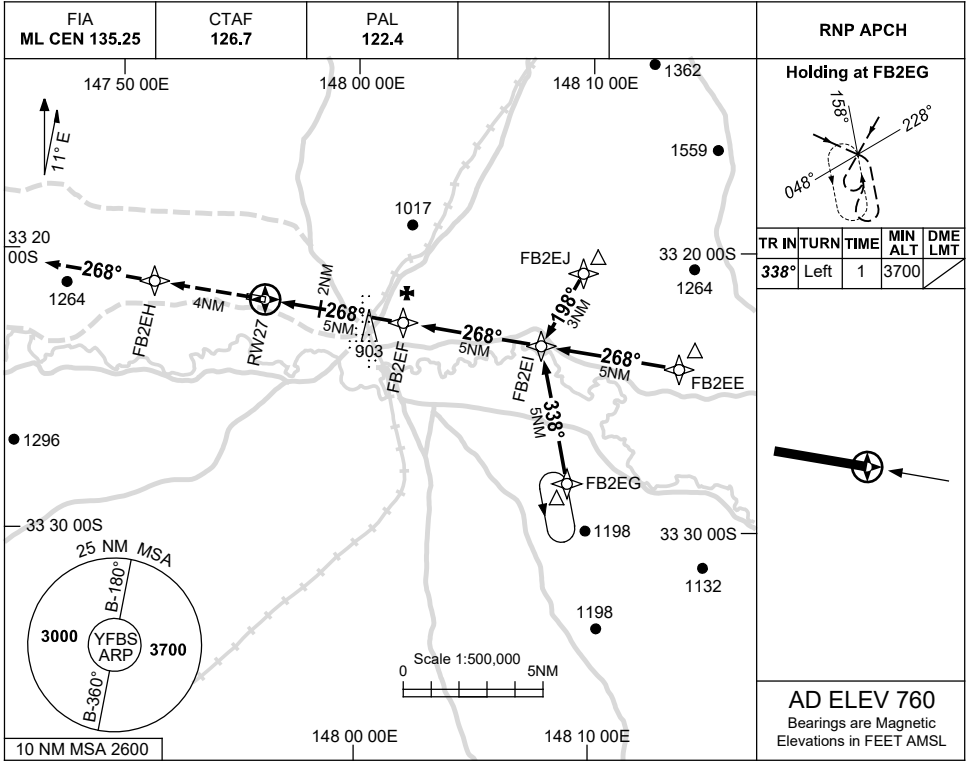 FIA
ML CEN 135.25
CTAF
126.7
PAL
122.4
RNP APCH
147 50 00E
148 00 00E
148 10 00E
1362
Holding at FB2EG
158°
228°
048°
11° E
1559
1017
33 20
00S
FB2EJ
33 20 00S
TR IN
TURN
TIME
MIN
ALT
DME
LMT
338°
Left
1
3700
268°
1264
4NM
FB2EH
RW27
2NM
268°
5NM
903
FB2EF
268°
5NM
FB2EI
198°
3NM
268°
5NM
FB2EE
1264
338°
5NM
FB2EG
1296
33 30 00S
1198
33 30 00S
1132
1198
25 NM MSA
B-180°
3000
YFBS
ARP
3700
B-360°
10 NM MSA 2600
Scale 1:500,000
0
5NM
148 00 00E
148 10 00E
AD ELEV 760
Bearings are Magnetic
Elevations in FEET AMSL